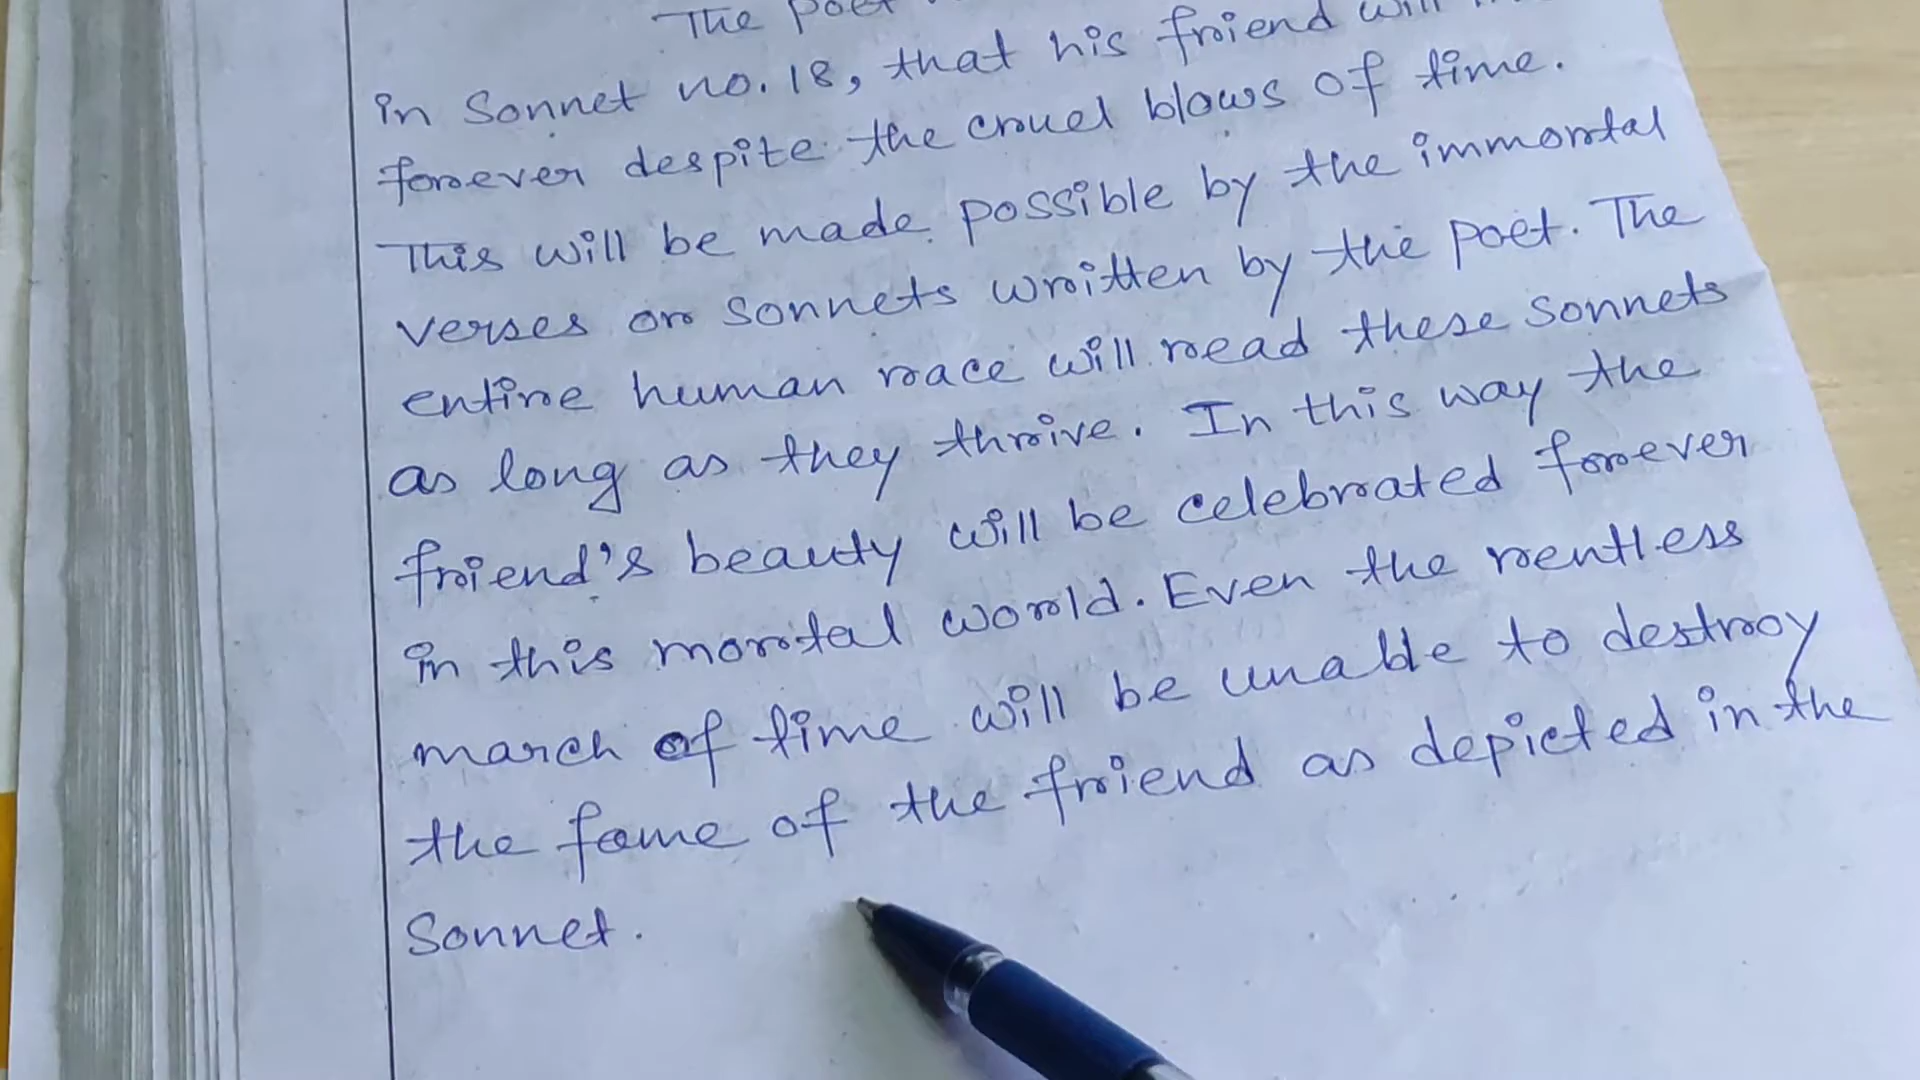 The Poet
in Sonnet no. 18, that his friend will
forever despite the cruel blows of time.
This will be made possible by the immortal
verses or sonnets written by the poet. The
entire human race will read these sonnets
as long as they thrive. In this way the
friend's beauty will be celebrated forever
in this mortal world. Even the rentless
march of time will be unable to destroy
the fame of the friend as depicted in the
Sonnet.